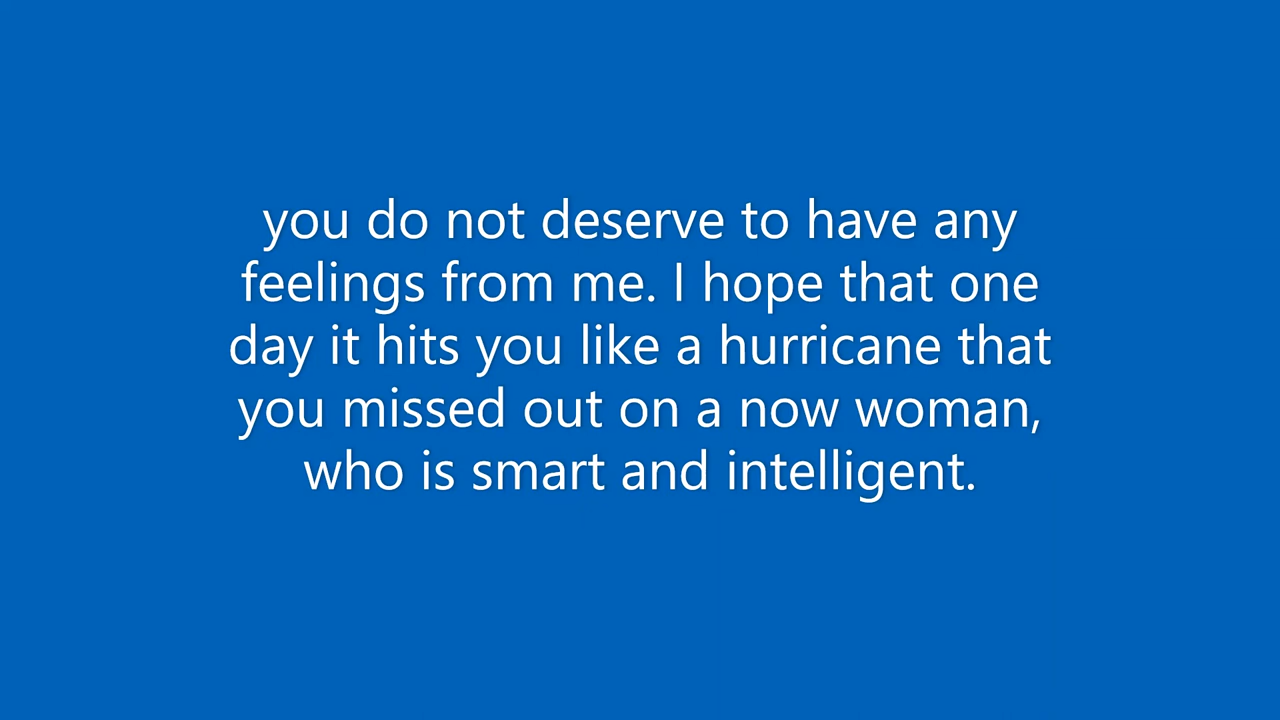 you do not deserve to have any
feelings from me. I hope that one
day it hits you like a hurricane that
you missed out on a now woman,
who is smart and intelligent.